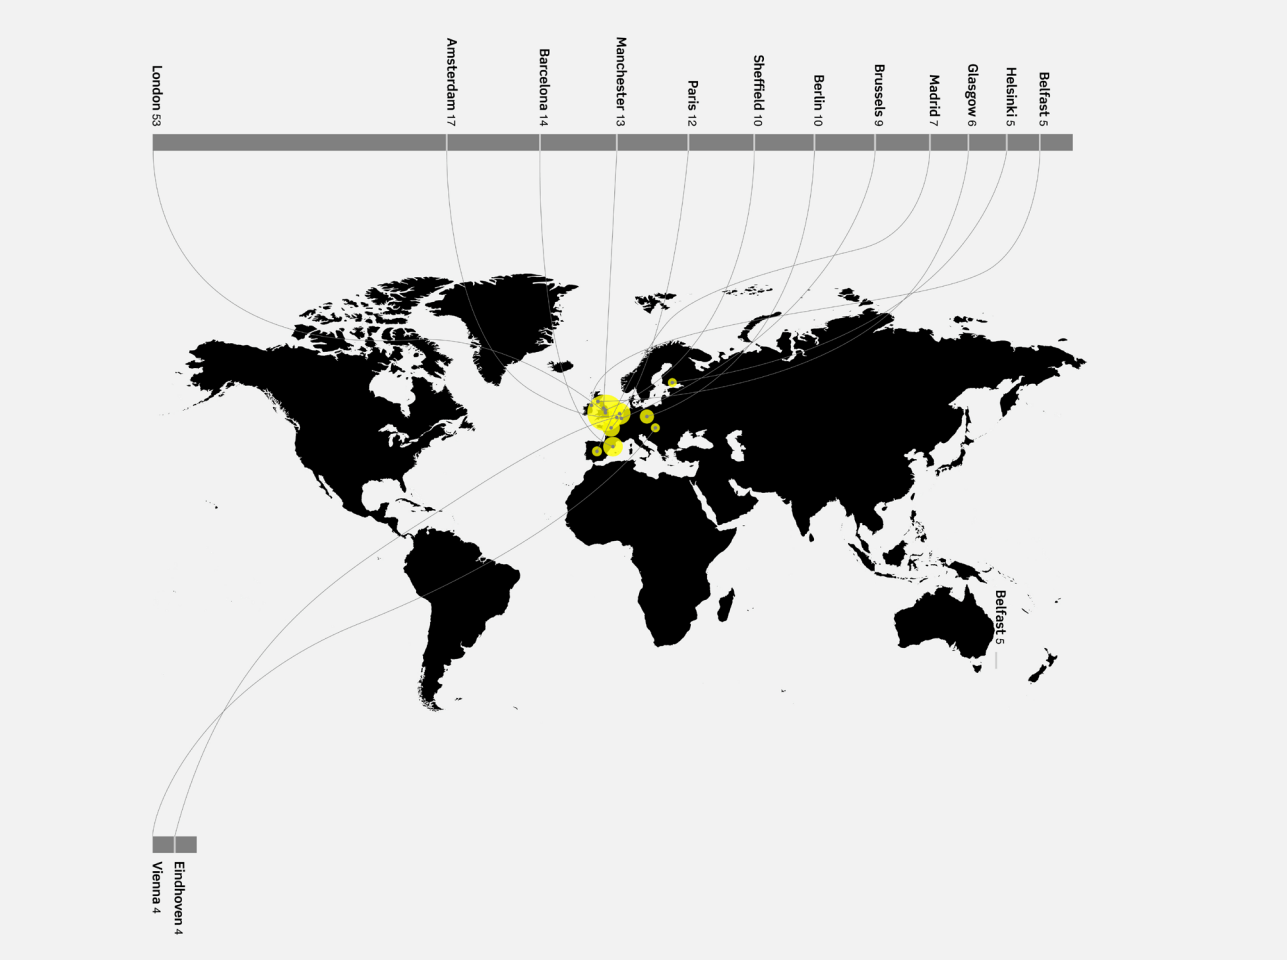 London 53
Amsterdam 17
Barcelona 14
Manchester 13
Paris 12
Sheffield 10
Berlin 10
Brussels 9
Madrid 7
Glasgow 6
Helsinki 5
Belfast 5
Belfast 5
Vienna 4
Eindhoven 4